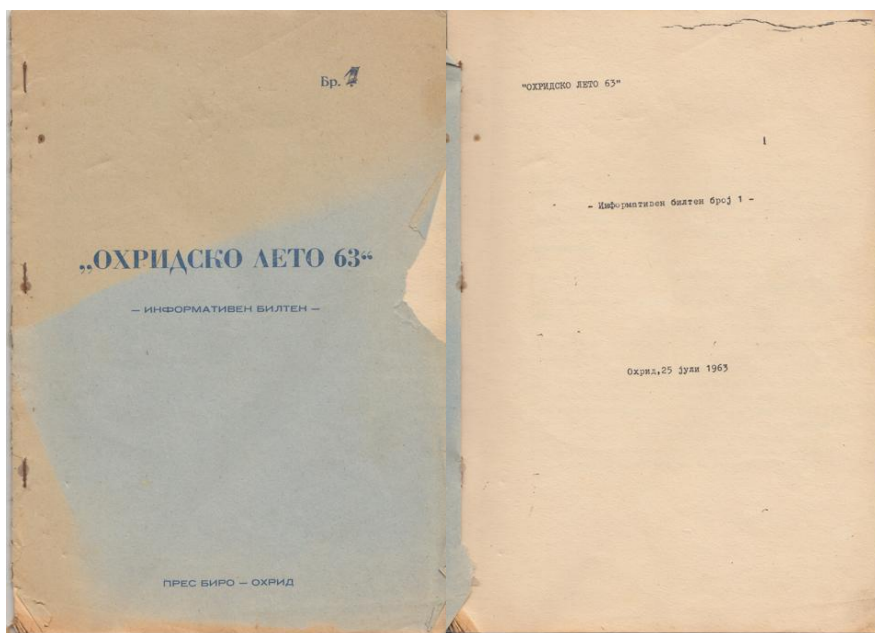 Бр. 1
„ОХРИДСКО ЛЕТО 63“
— ИНФОРМАТИВЕН БИЛТЕН —
ПРЕС БИРО — ОХРИД
"ОХРИДСКО ЛЕТО 63"
- Информативен билтен број 1 -
Охрид,25 јули 1963